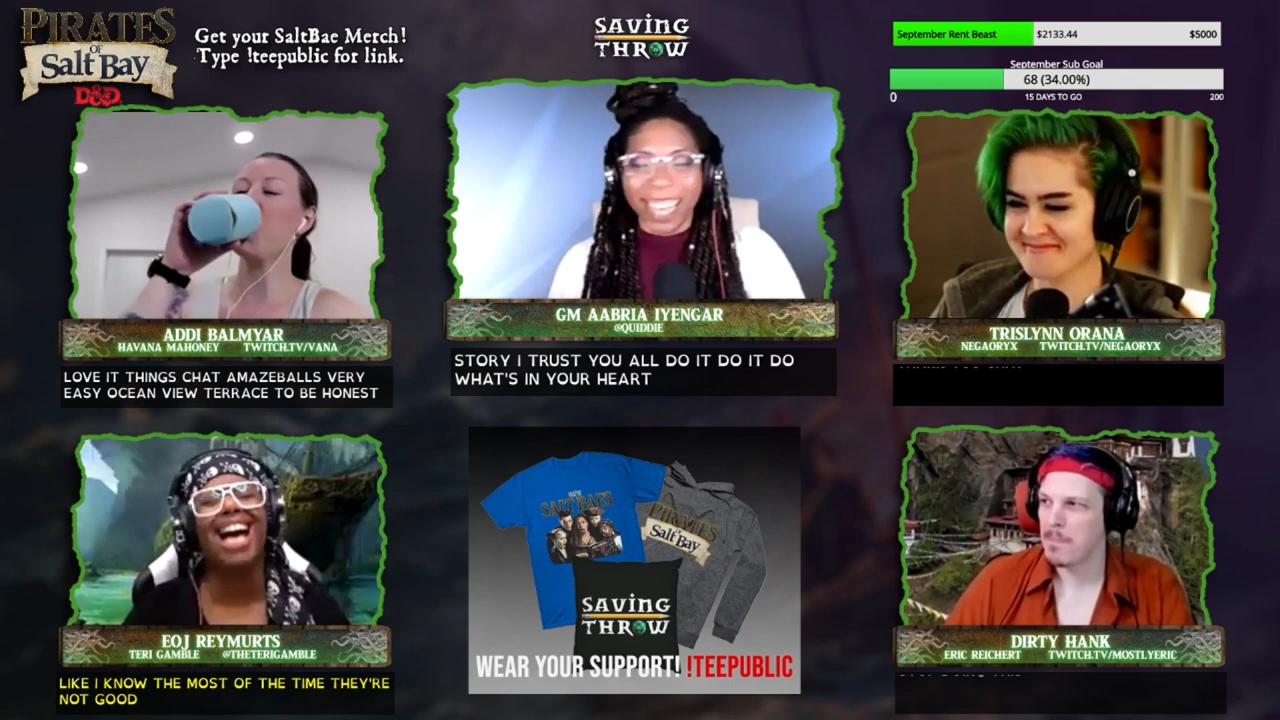 PIRATES
OF
Salt Bay
D&D
Get your SaltBae Merch!
Type !teepublic for link.
SAVING
THROW
September Rent Beast
$2133.44
$5000
September Sub Goal
68 (34.00%)
0
15 DAYS TO GO
200
ADDI BALMYAR
HAVANA MAHONEY TWITCH.TV/VANA
LOVE IT THINGS CHAT AMAZEBALLS VERY
EASY OCEAN VIEW TERRACE TO BE HONEST
GM AABRIA IYENGAR
@QUIDDIE
STORY I TRUST YOU ALL DO IT DO IT DO
WHAT'S IN YOUR HEART
TRISLYNN ORANA
NEGAORYX TWITCH.TV/NEGAORYX
EOJ REYMURTS
TERI GAMBLE @THETERIGAMBLE
LIKE I KNOW THE MOST OF THE TIME THEY'RE
NOT GOOD
SALT BAES
PIRATES
OF
Salt Bay
SAVING
THROW
WEAR YOUR SUPPORT! !TEEPUBLIC
DIRTY HANK
ERIC REICHERT TWITCH.TV/MOSTLYERIC